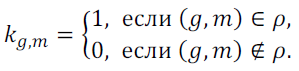 k_{g,m} = {1, если (g, m) ∈ ρ,
0, если (g, m) ∉ ρ.